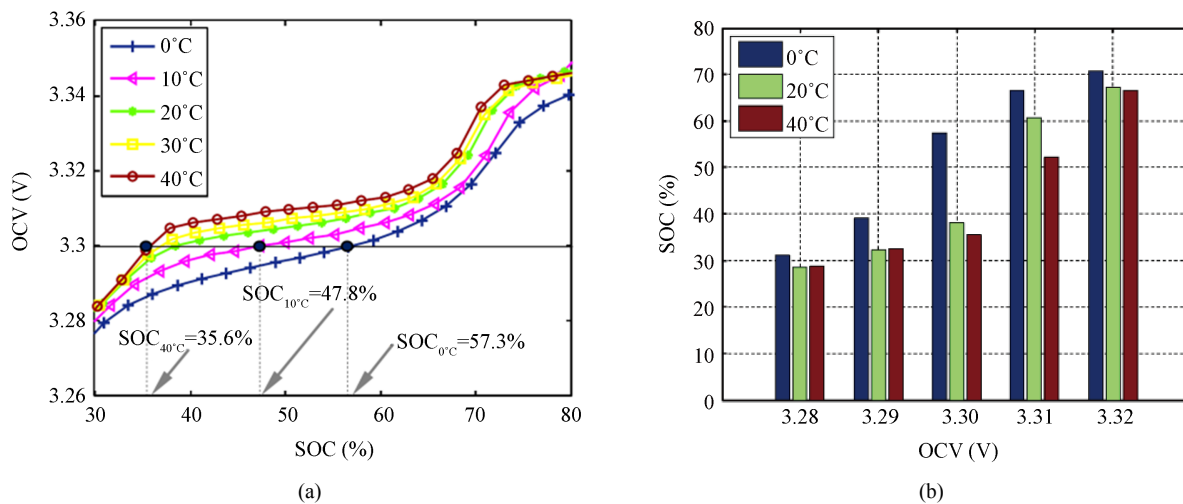 3.36
3.34
3.32
3.30
3.28
3.26
OCV (V)
0°C
10°C
20°C
30°C
40°C
SOC10°C=47.8%
SOC40°C=35.6%
SOC0°C=57.3%
30 40 50 60 70 80
SOC (%)
(a)
80
70
60
50
40
30
20
10
0
SOC (%)
0°C
20°C
40°C
3.28 3.29 3.30 3.31 3.32
OCV (V)
(b)